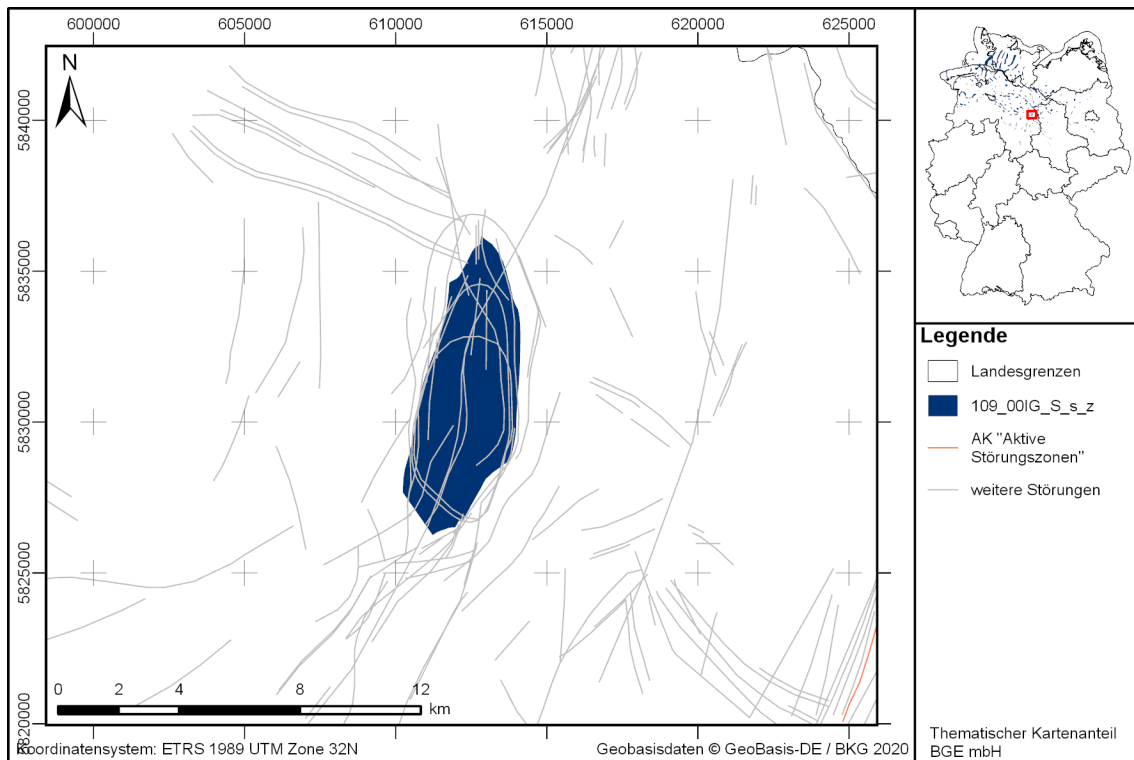 600000 605000 610000 615000 620000 625000
N
5840000
5835000
5830000
5825000
5820000
0 2 4 8 12
km
Koordinatensystem: ETRS 1989 UTM Zone 32N
Geobasisdaten © GeoBasis-DE / BKG 2020
Legende
Landesgrenzen
109_00IG_S_s_z
AK "Aktive
Störungszonen"
weitere Störungen
Thematischer Kartenanteil
BGE mbH